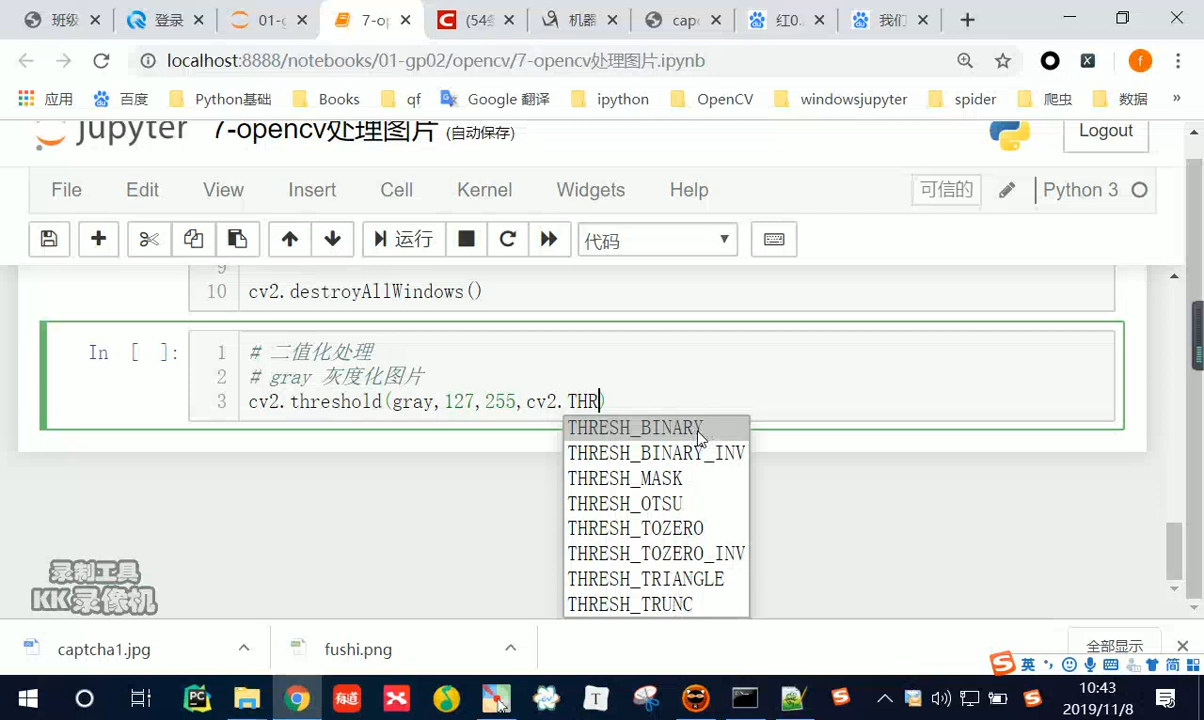 班级
登录
01-g
7-op
(54条
机器
capc
红0.
我们
localhost:8888/notebooks/01-gp02/opencv/7-opencv处理图片.ipynb
应用 百度 Python基础 Books qf Google 翻译 ipython OpenCV windowsjupyter spider 爬虫 数据 »
jupyter 7-opencv处理图片 (自动保存)
Logout
File Edit View Insert Cell Kernel Widgets Help
可信的
Python 3
运行
代码
9
10 cv2.destroyAllWindows()
In [ ]:
1 # 二值化处理
2 # gray 灰度化图片
3 cv2.threshold(gray,127,255,cv2.THR)
THRESH_BINARY
THRESH_BINARY_INV
THRESH_MASK
THRESH_OTSU
THRESH_TOZERO
THRESH_TOZERO_INV
THRESH_TRIANGLE
THRESH_TRUNC
录制工具
KK录像机
captcha1.jpg
fushi.png
全部显示
英
简
10:43
2019/11/8